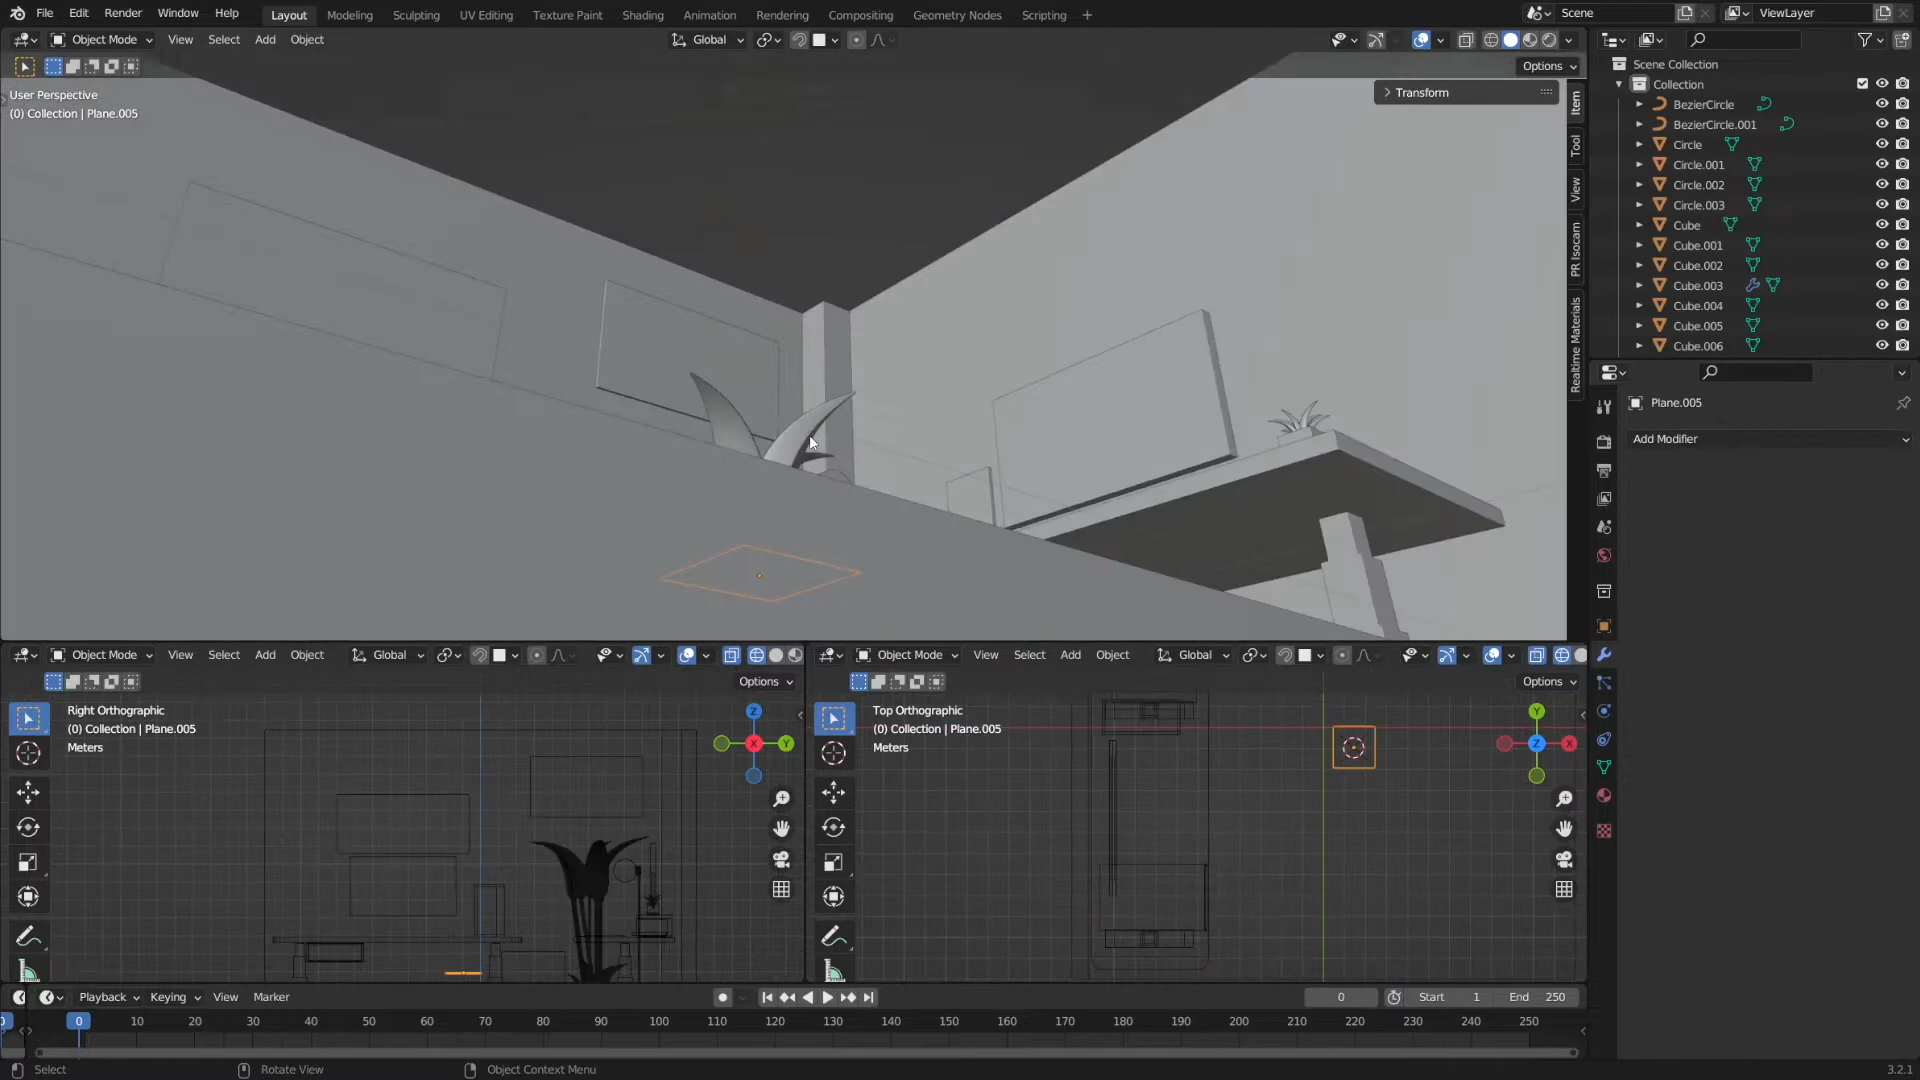 File Edit Render Window Help Layout Modeling Sculpting UV Editing Texture Paint Shading Animation Rendering Compositing Geometry Nodes Scripting + Scene ViewLayer
Object Mode View Select Add Object Global
Options
User Perspective
(0) Collection | Plane.005
Transform
Item
Tool
View
PR Isocam
Realtime Materials
Scene Collection
Collection
BezierCircle
BezierCircle.001
Circle
Circle.001
Circle.002
Circle.003
Cube
Cube.001
Cube.002
Cube.003
Cube.004
Cube.005
Cube.006
Plane.005
Add Modifier
Object Mode View Select Add Object Global
Options
Right Orthographic
(0) Collection | Plane.005
Meters
Z
X
Y
Object Mode View Select Add Object Global
Options
Top Orthographic
(0) Collection | Plane.005
Meters
Y
Z
X
Playback Keying View Marker 0 Start 1 End 250
0 0 10 20 30 40 50 60 70 80 90 100 110 120 130 140 150 160 170 180 190 200 210 220 230 240 250
Select Rotate View Object Context Menu 3.2.1